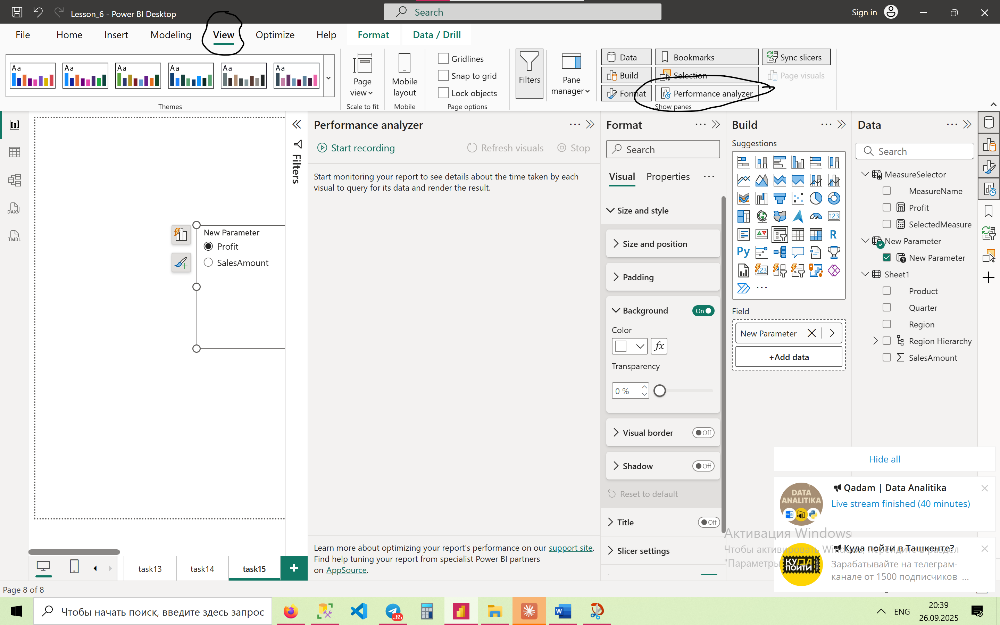 Lesson_6 - Power BI Desktop
Search
Sign in
File Home Insert Modeling View Optimize Help Format Data / Drill
Aa Aa Aa Aa Aa Aa
Themes
Page view
Scale to fit
Mobile layout
Mobile
Gridlines
Snap to grid
Lock objects
Page options
Filters
Pane manager
Data
Build
Format
Bookmarks
Selection
Performance analyzer
Sync slicers
Page visuals
Show panes
DAX
TMDL
New Parameter
Profit
SalesAmount
Filters
Performance analyzer
Start recording Refresh visuals Stop
Start monitoring your report to see details about the time taken by each
visual to query for its data and render the result.
Learn more about optimizing your report's performance on our support site.
Find help tuning your report from specialist Power BI partners
on AppSource.
Format
Search
Visual Properties
Size and style
Size and position
Padding
Background On
Color
fx
Transparency
0 %
Visual border Off
Shadow Off
Reset to default
Title Off
Slicer settings
Build
Suggestions
123
R
Py
123
Field
New Parameter
+Add data
Data
Search
MeasureSelector
MeasureName
Profit
SelectedMeasure
New Parameter
New Parameter
Sheet1
Product
Quarter
Region
Region Hierarchy
SalesAmount
Hide all
DATA ANALITIKA
SQL
Qadam | Data Analitika
Live stream finished (40 minutes)
Активация Windows
Чтобы активировать Windows, перейдите в раздел
"Параметры
КУДА ПОЙТИ ТАШКЕНТ
Куда пойти в Ташкенте?
Зарабатывайте на телеграм-
канале от 1500 подписчиков ...
task13 task14 task15
Page 8 of 8
Чтобы начать поиск, введите здесь запрос
..85
W
ENG
20:39
26.09.2025